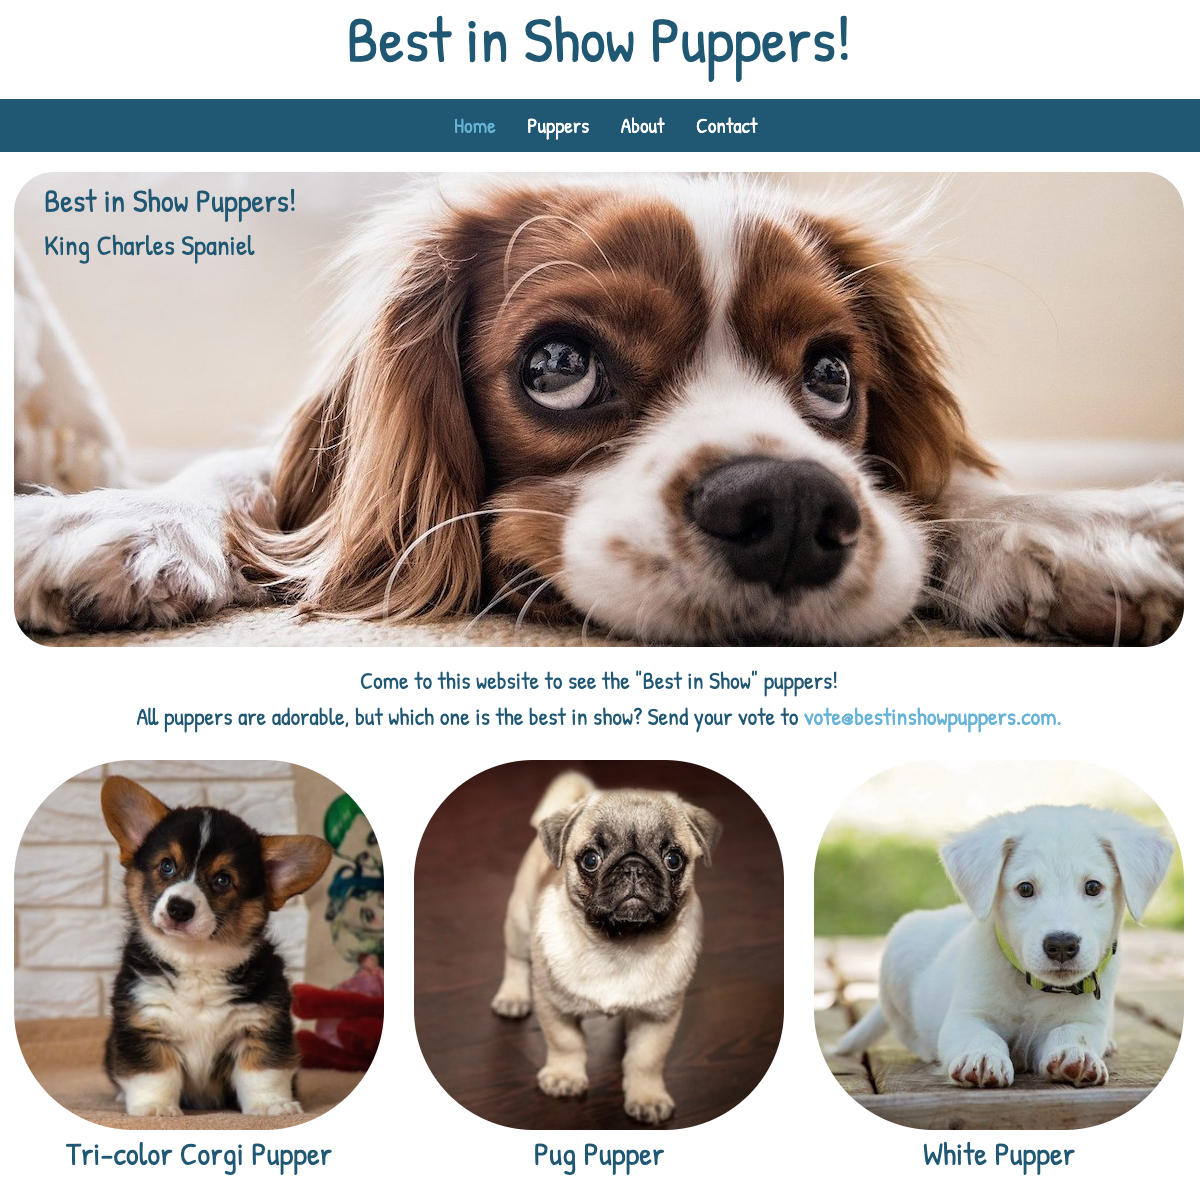 Best in Show Puppers!
Home Puppers About Contact
Best in Show Puppers!
King Charles Spaniel
Come to this website to see the "Best in Show" puppers!
All puppers are adorable, but which one is the best in show? Send your vote to vote@bestinshowpuppers.com.
Tri-color Corgi Pupper
Pug Pupper
White Pupper